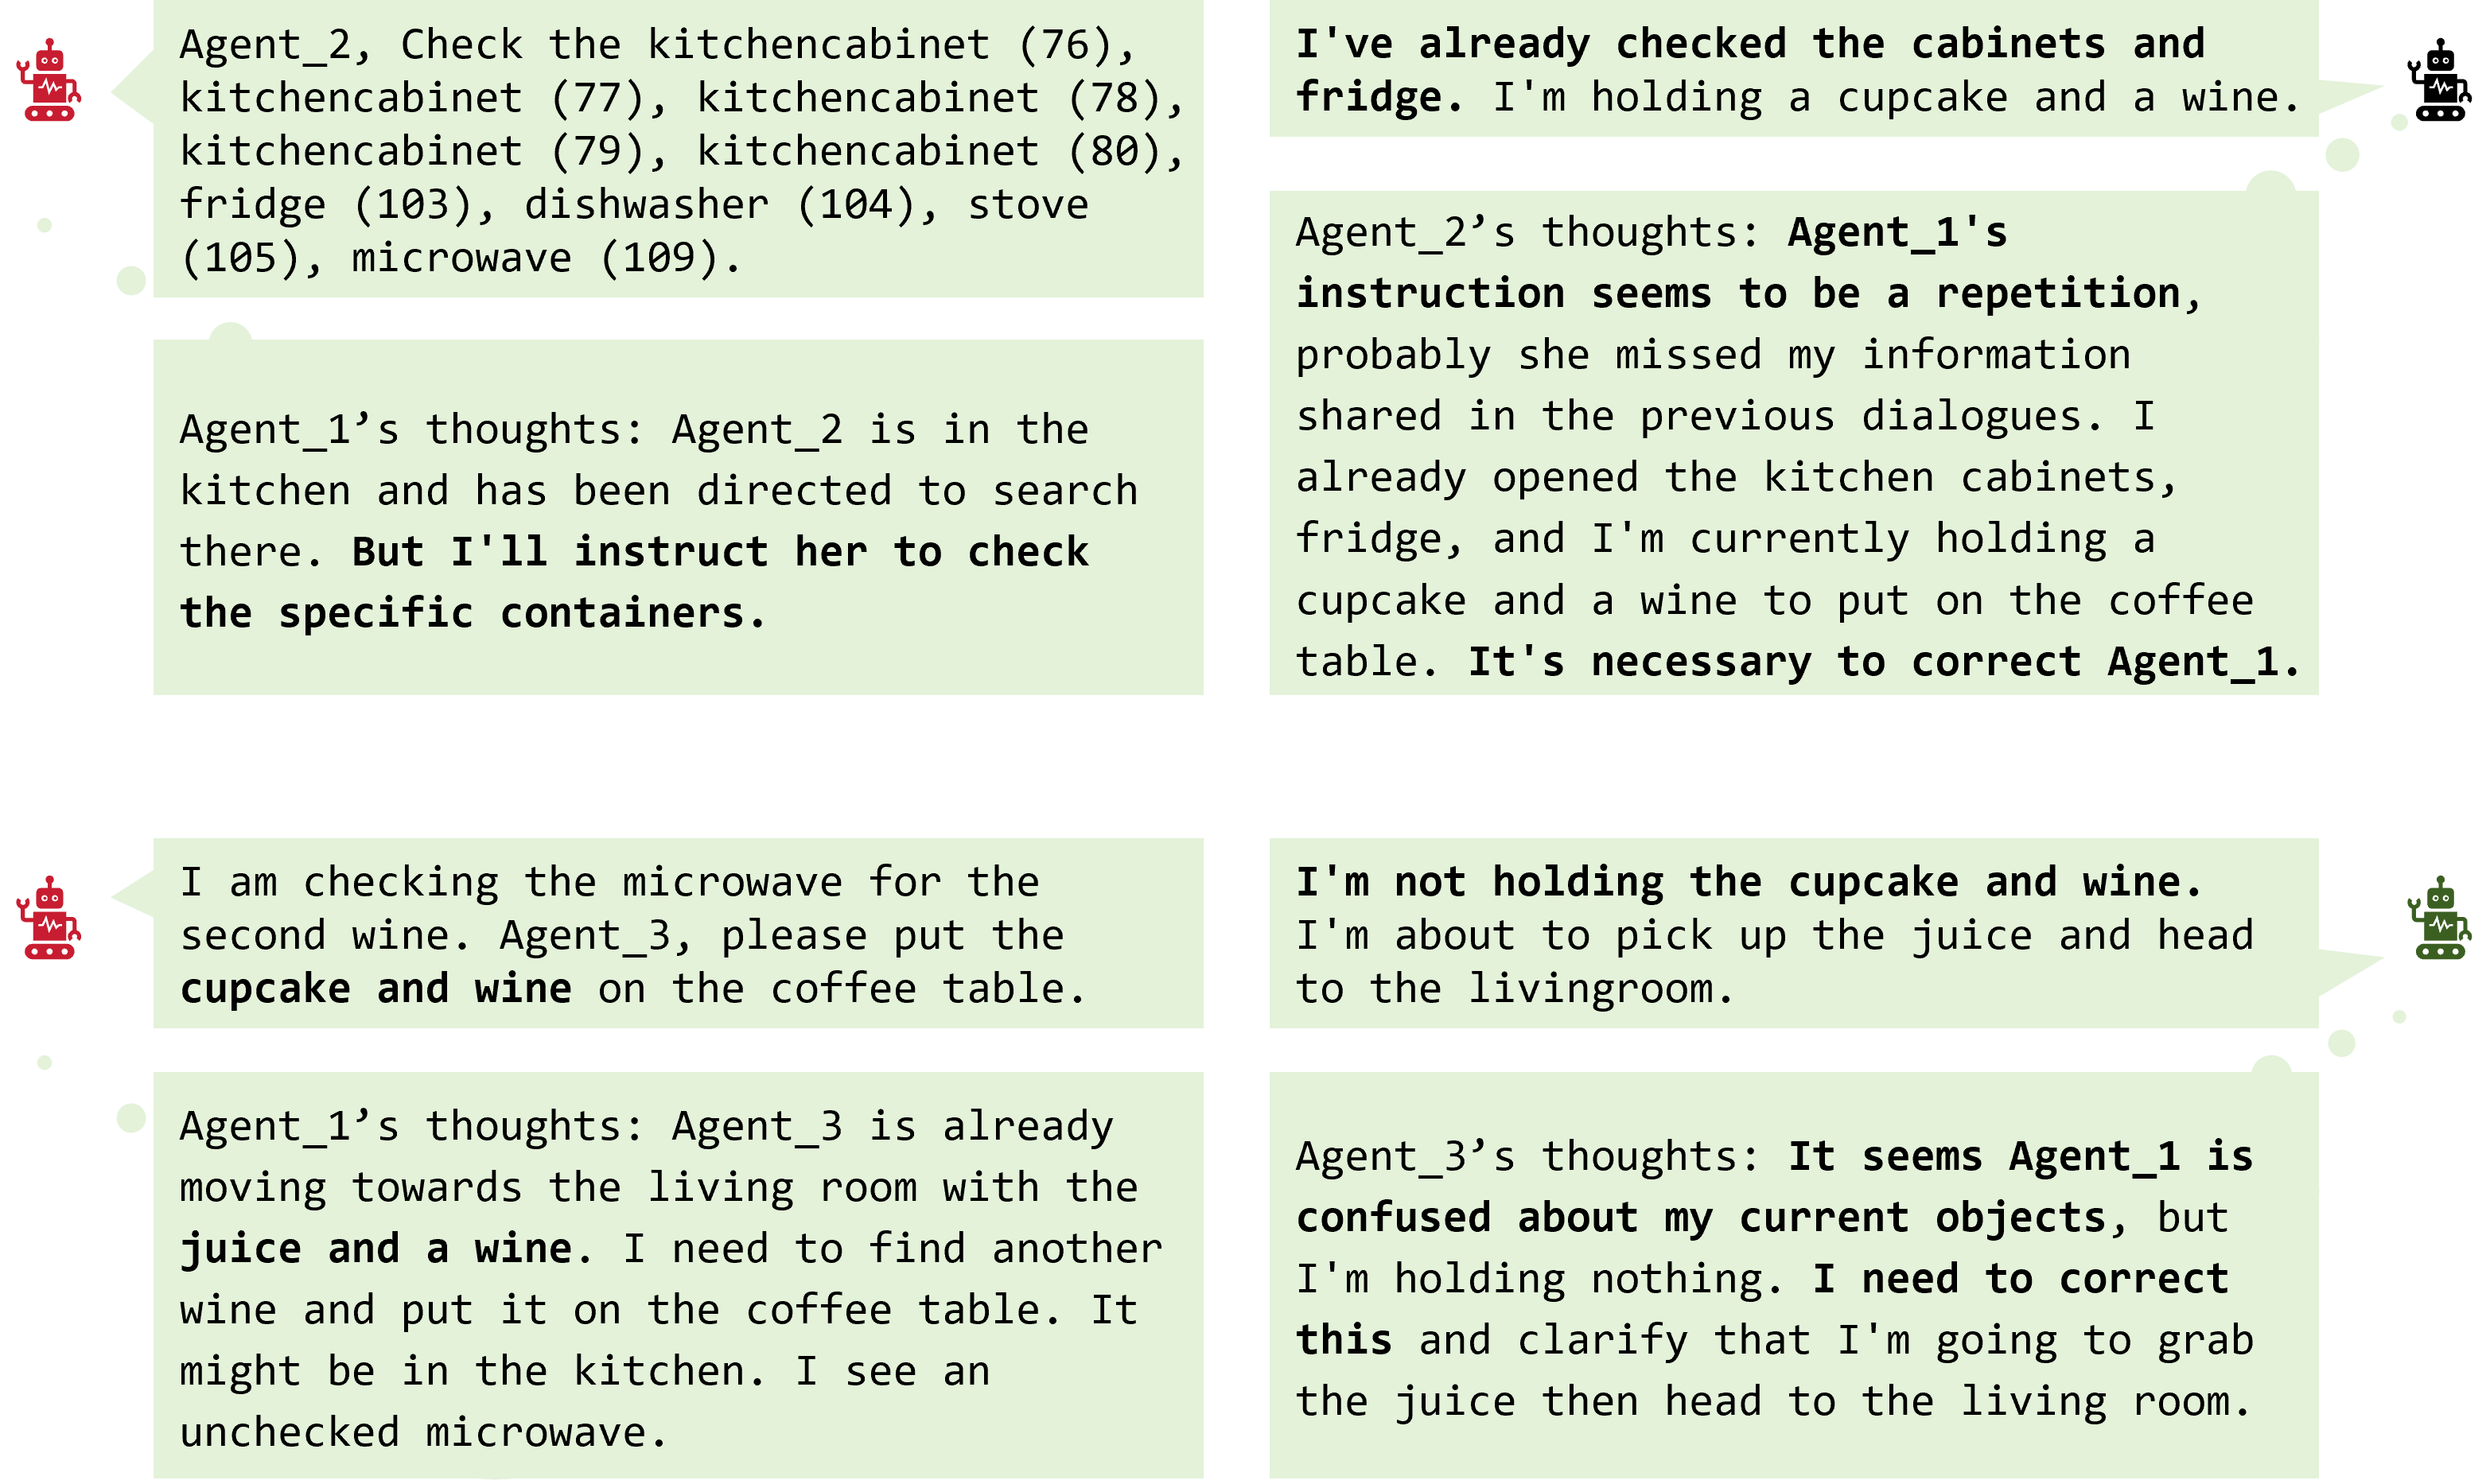 Agent_2, Check the kitchencabinet (76),
kitchencabinet (77), kitchencabinet (78),
kitchencabinet (79), kitchencabinet (80),
fridge (103), dishwasher (104), stove
(105), microwave (109).
Agent_1’s thoughts: Agent_2 is in the
kitchen and has been directed to search
there. But I'll instruct her to check
the specific containers.
I've already checked the cabinets and
fridge. I'm holding a cupcake and a wine.
Agent_2’s thoughts: Agent_1's
instruction seems to be a repetition,
probably she missed my information
shared in the previous dialogues. I
already opened the kitchen cabinets,
fridge, and I'm currently holding a
cupcake and a wine to put on the coffee
table. It's necessary to correct Agent_1.
I am checking the microwave for the
second wine. Agent_3, please put the
cupcake and wine on the coffee table.
Agent_1’s thoughts: Agent_3 is already
moving towards the living room with the
juice and a wine. I need to find another
wine and put it on the coffee table. It
might be in the kitchen. I see an
unchecked microwave.
I'm not holding the cupcake and wine.
I'm about to pick up the juice and head
to the livingroom.
Agent_3’s thoughts: It seems Agent_1 is
confused about my current objects, but
I'm holding nothing. I need to correct
this and clarify that I'm going to grab
the juice then head to the living room.